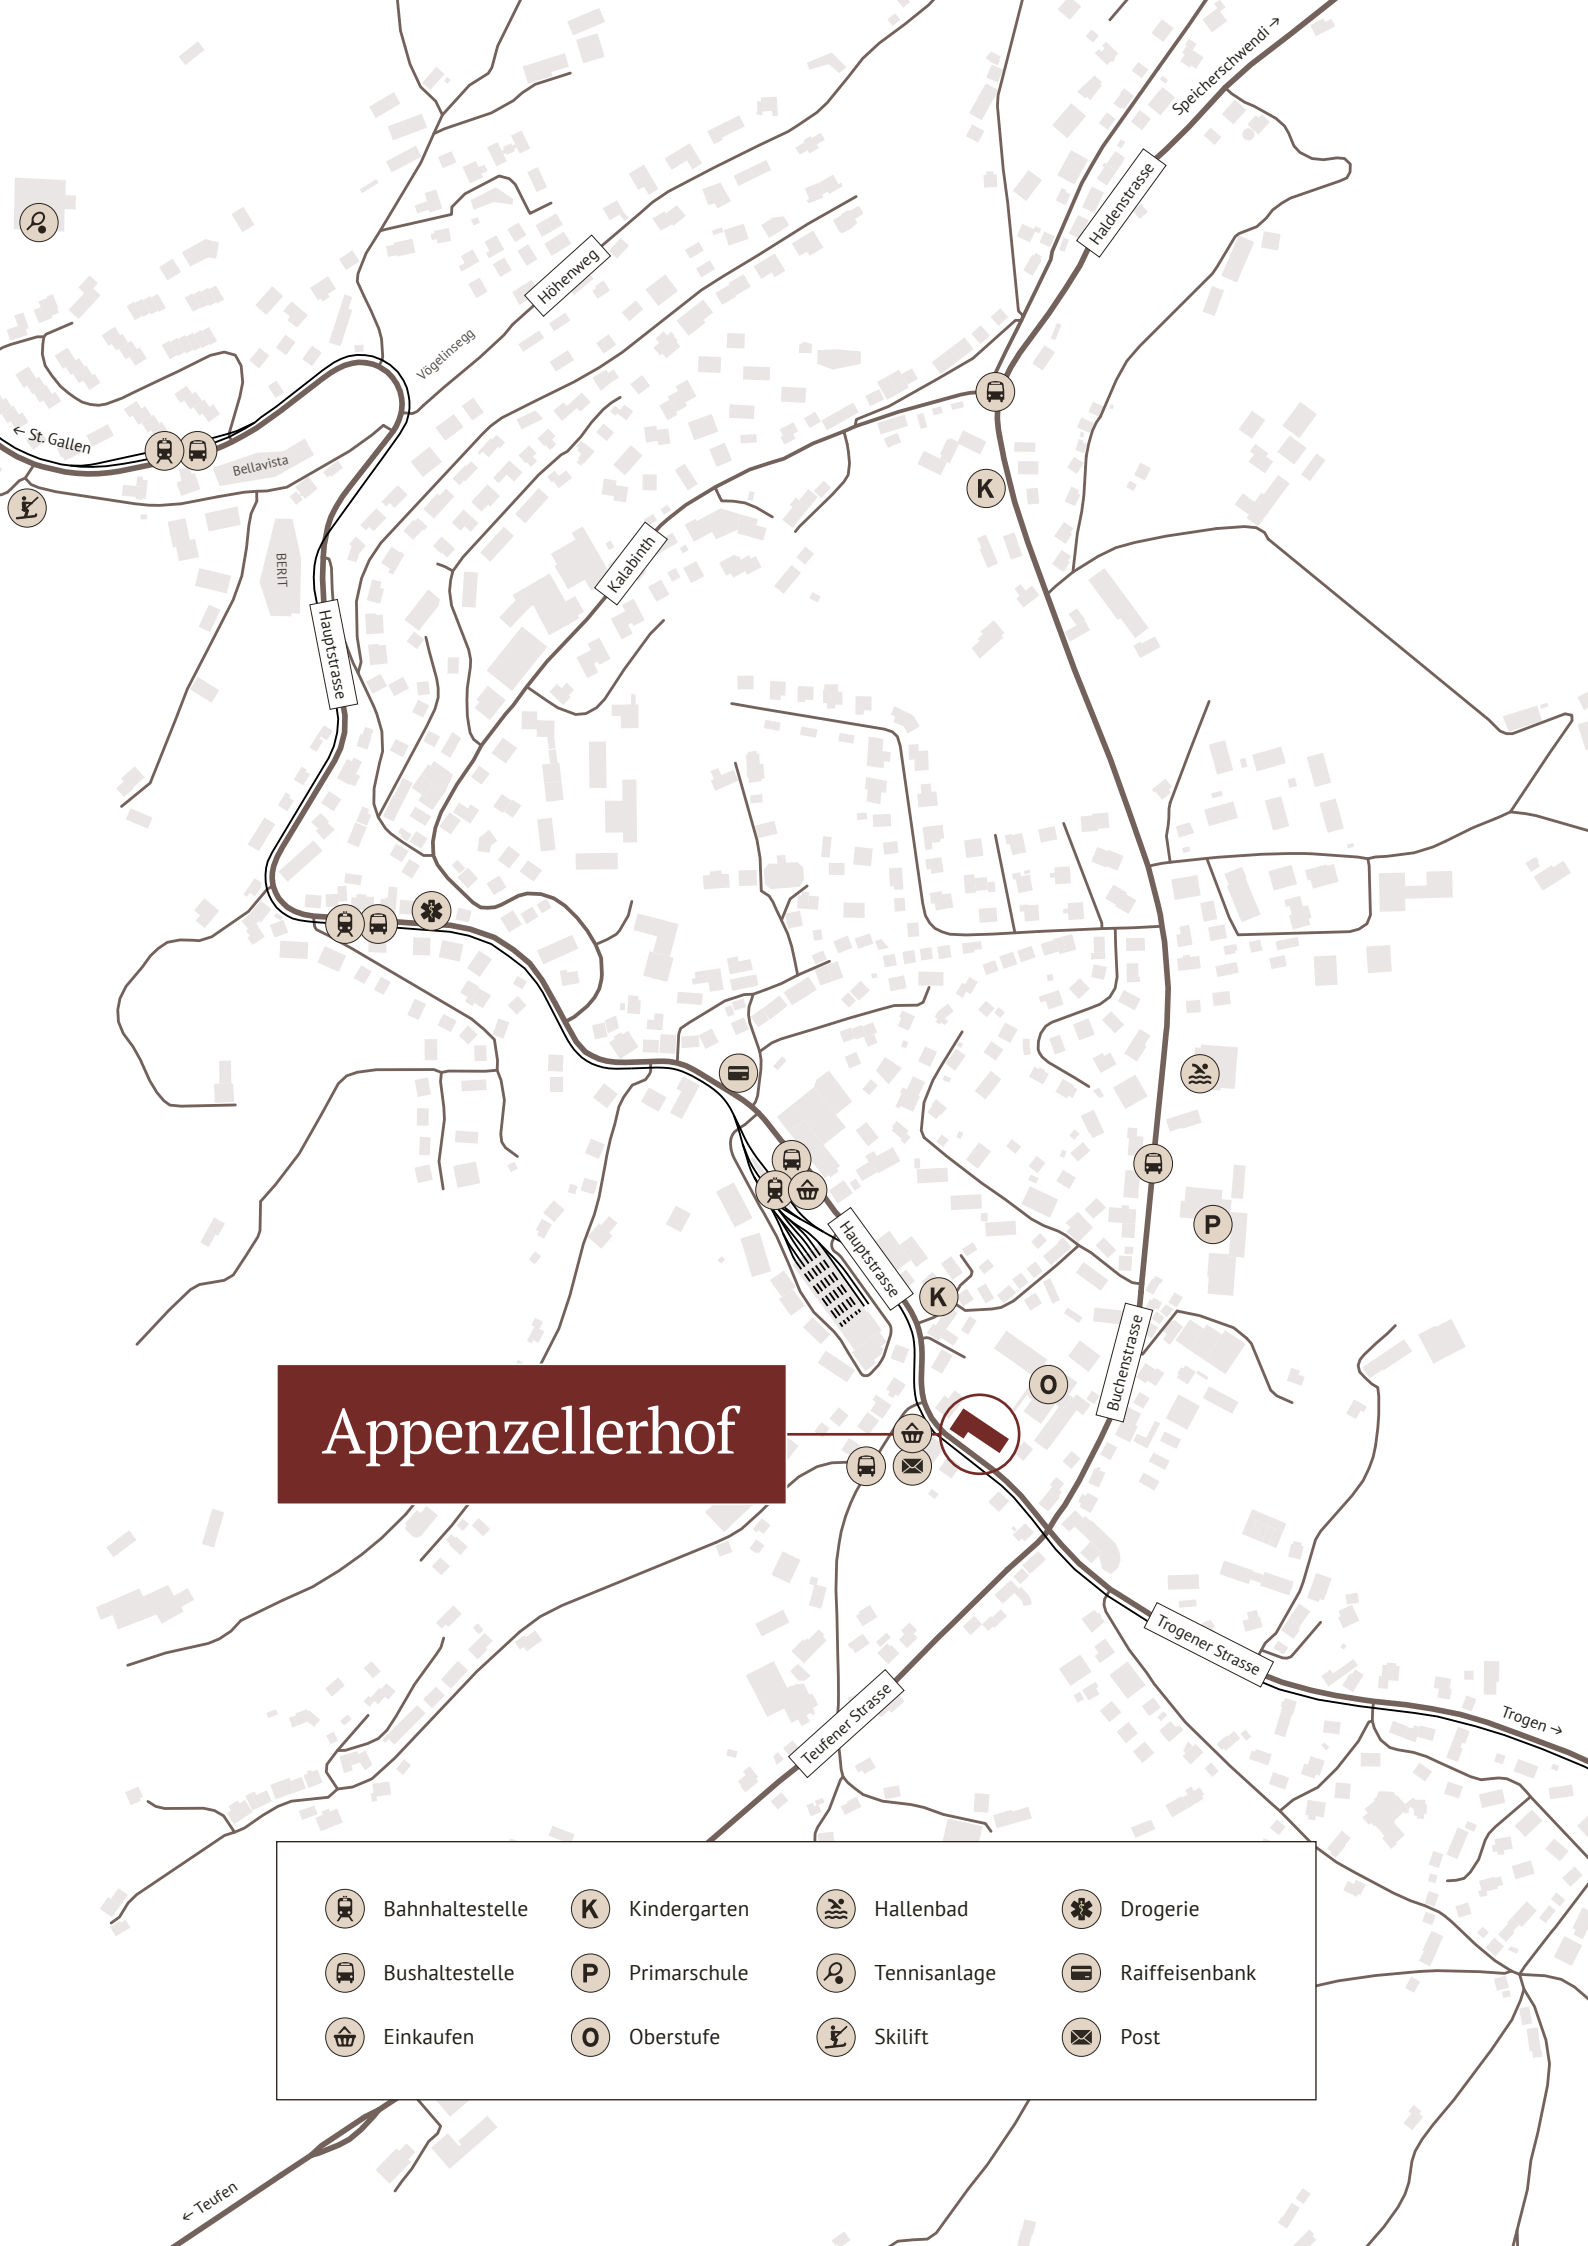 Speicherschwendi →
Haldenstrasse
Höhenweg
Vögelinsegg
← St. Gallen
Bellavista
K
BERIT
Kalabinth
Hauptstrasse
P
Hauptstrasse
K
Buchenstrasse
O
Appenzellerhof
Trogener Strasse
Teufener Strasse
Trogen →
Bahnhaltestelle
K Kindergarten
Hallenbad
Drogerie
Bushaltestelle
P Primarschule
Tennisanlage
Raiffeisenbank
Einkaufen
O Oberstufe
Skilift
Post
← Teufen